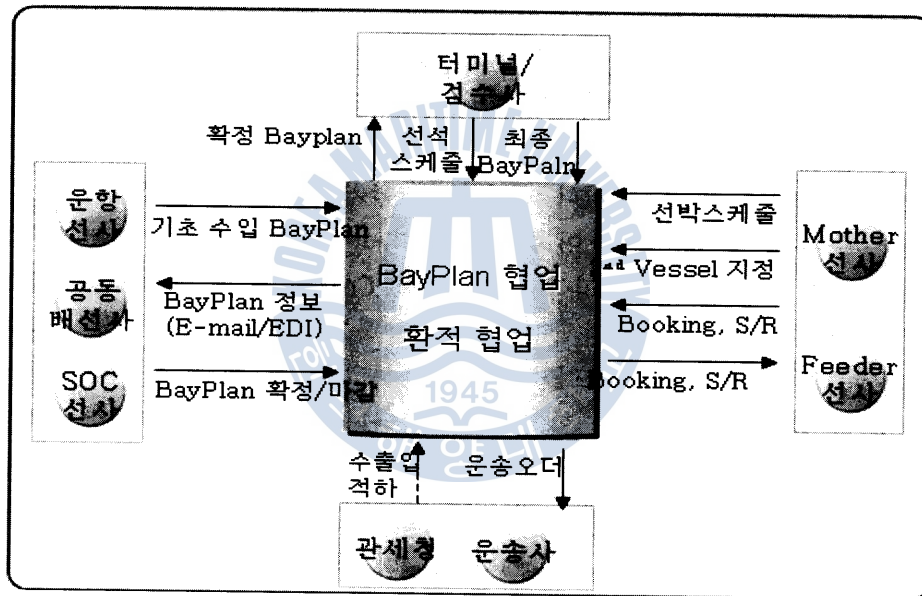 터미널/
검수사
확정 Bayplan
선석
스케줄
최종
BayPaln
운항
선사
기초 수입 BayPlan
공동
배선사
BayPlan 정보
(E-mail/EDI)
SOC
선사
BayPlan 확정/마감
BayPlan 협업
환적 협업
선박스케줄
Mother
선사
Vessel 지정
Booking, S/R
Booking, S/R
Feeder
선사
수출입
적하
운송오더
관세청
운송사
KOREA MARITIME UNIVERSITY
1945